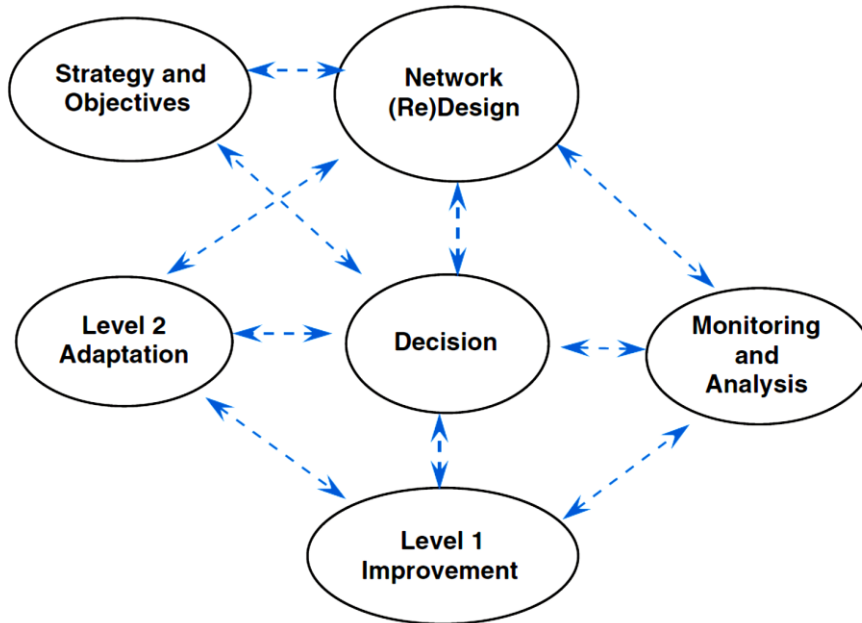 Strategy and
Objectives
Network
(Re)Design
Level 2
Adaptation
Decision
Monitoring
and
Analysis
Level 1
Improvement